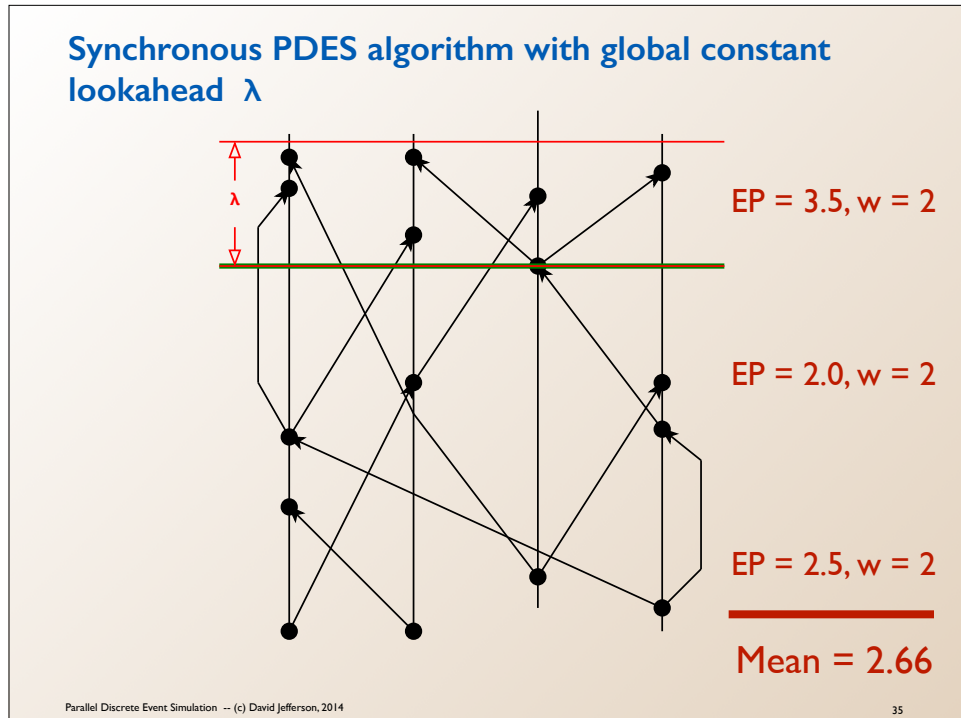 Synchronous PDES algorithm with global constant
lookahead λ
λ
EP = 3.5, w = 2
EP = 2.0, w = 2
EP = 2.5, w = 2
Mean = 2.66
Parallel Discrete Event Simulation -- (c) David Jefferson, 2014
35